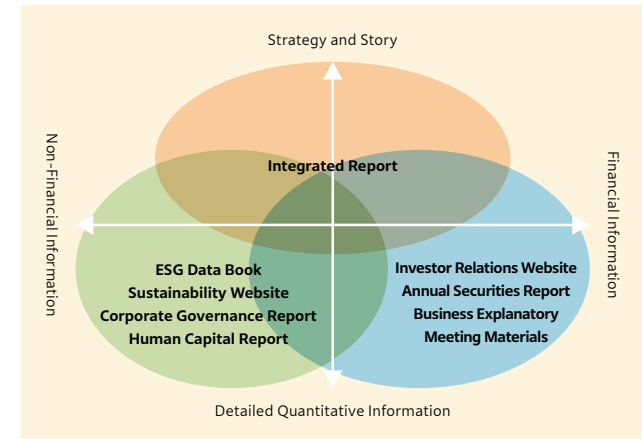 Strategy and Story
Non-Financial Information
Financial Information
Integrated Report
ESG Data Book
Sustainability Website
Corporate Governance Report
Human Capital Report
Investor Relations Website
Annual Securities Report
Business Explanatory
Meeting Materials
Detailed Quantitative Information